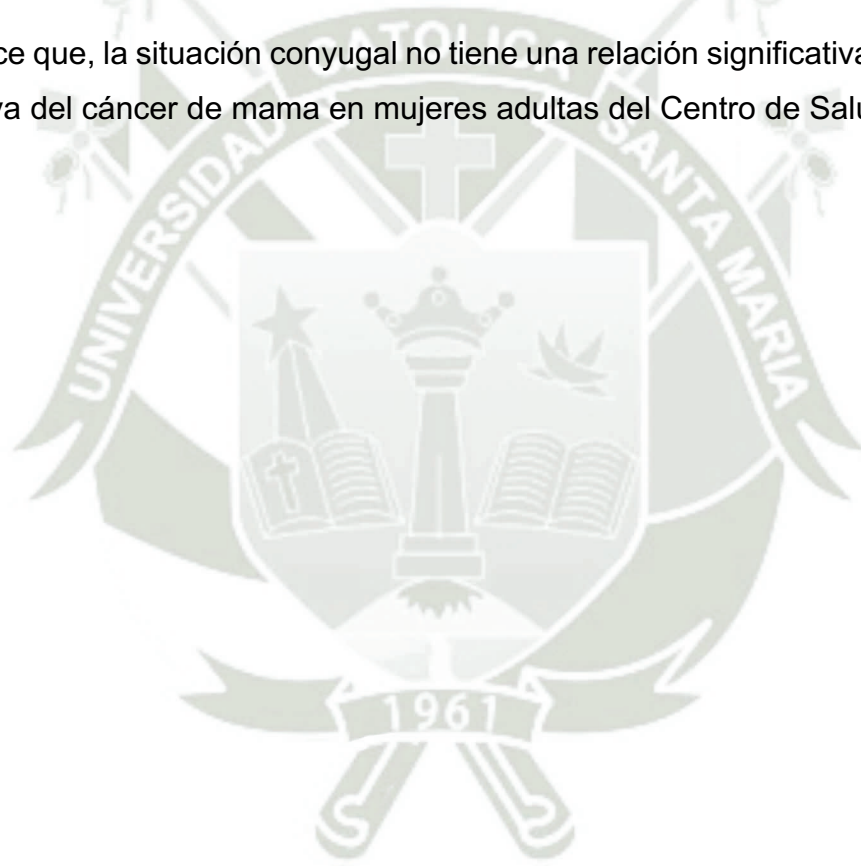 ce que, la situación conyugal no tiene una relación significativa
va del cáncer de mama en mujeres adultas del Centro de Salu
UNIVERSIDAD CATOLICA SANTA MARIA
1961